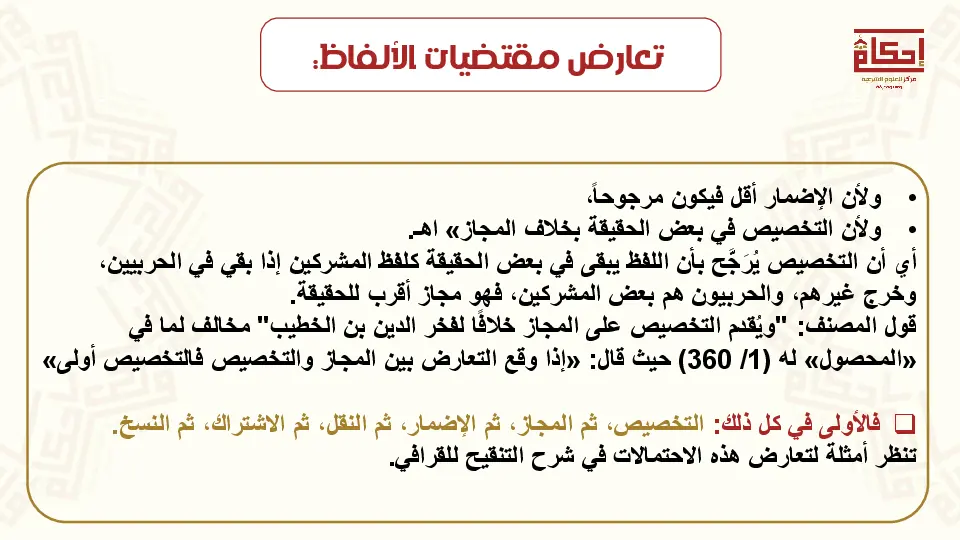 تعارض مقتضيات الألفاظ:
إحكام
مركز للعلوم الشرعية
• ولأن الإضمار أقل فيكون مرجوحاً،
• ولأن التخصيص في بعض الحقيقة بخلاف المجاز» اهـ.
أي أن التخصيص يُرَجَّح بأن اللفظ يبقى في بعض الحقيقة كلفظ المشركين إذا بقي في الحربيين،
وخرج غيرهم، والحربيون هم بعض المشركين، فهو مجاز أقرب للحقيقة.
قول المصنف: "ويُقدم التخصيص على المجاز خلافًا لفخر الدين بن الخطيب" مخالف لما في
«المحصول» له (1/ 360) حيث قال: «إذا وقع التعارض بين المجاز والتخصيص فالتخصيص أولى»
❑ فالأولى في كل ذلك: التخصيص، ثم المجاز، ثم الإضمار، ثم النقل، ثم الاشتراك، ثم النسخ.
تنظر أمثلة لتعارض هذه الاحتمالات في شرح التنقيح للقرافي.